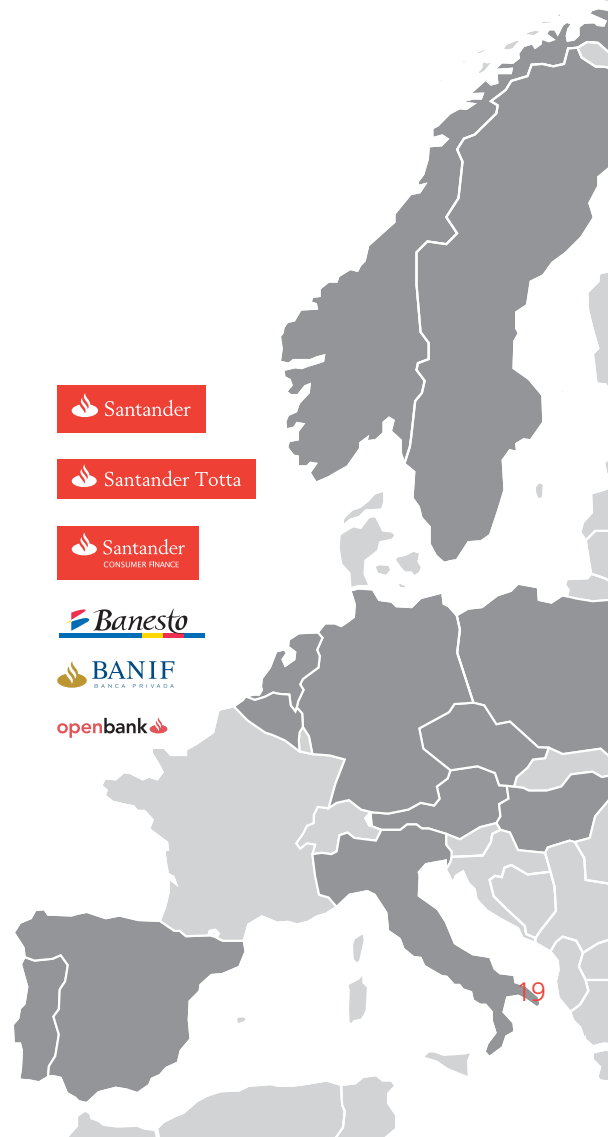 Santander
Santander Totta
Santander
CONSUMER FINANCE
Banesto
BANIF
BANCA PRIVADA
openbank
19